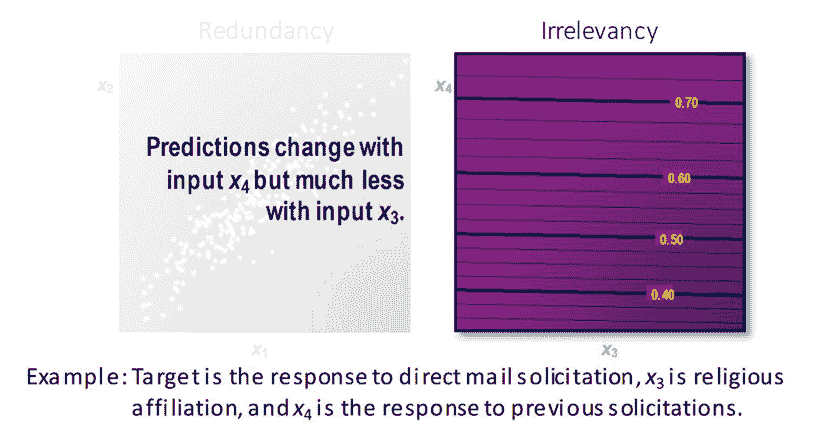 Redundancy
Irrelevancy
x2
x4
0.70
Predictions change with
input x4 but much less
with input x3.
0.60
0.50
0.40
x1
x3
Example: Target is the response to direct mail solicitation, x3 is religious
affiliation, and x4 is the response to previous solicitations.